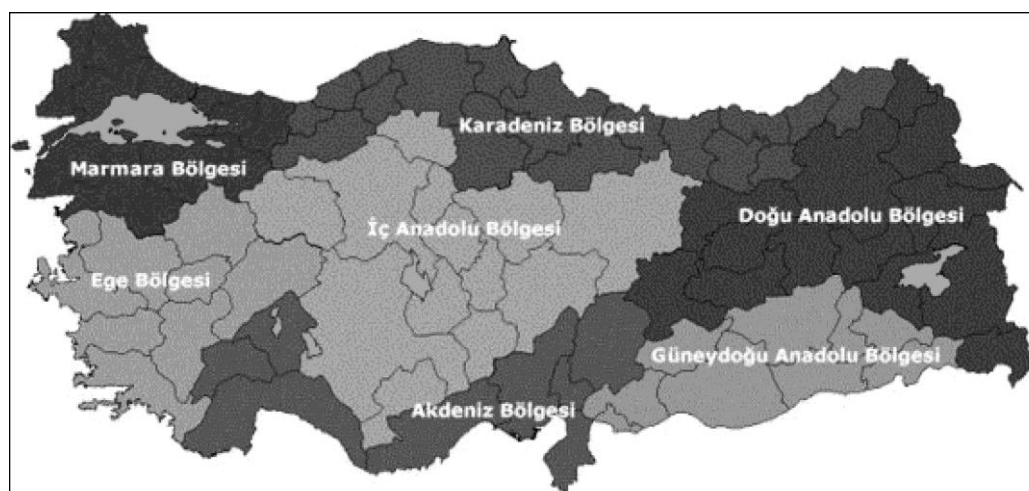 Karadeniz Bölgesi
Marmara Bölgesi
Doğu Anadolu Bölgesi
İç Anadolu Bölgesi
Ege Bölgesi
Güneydoğu Anadolu Bölgesi
Akdeniz Bölgesi